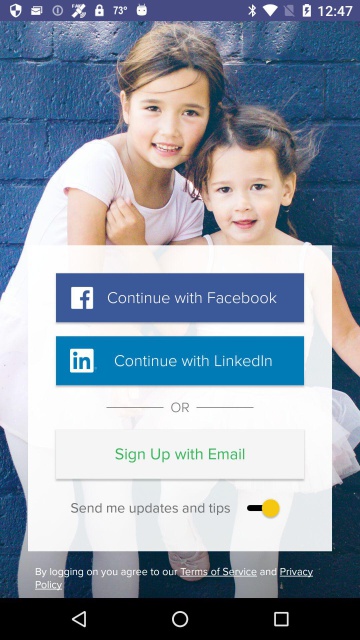 73° 12:47
Continue with Facebook
in Continue with LinkedIn
OR
Sign Up with Email
Send me updates and tips
By logging on you agree to our Terms of Service and Privacy
Policy